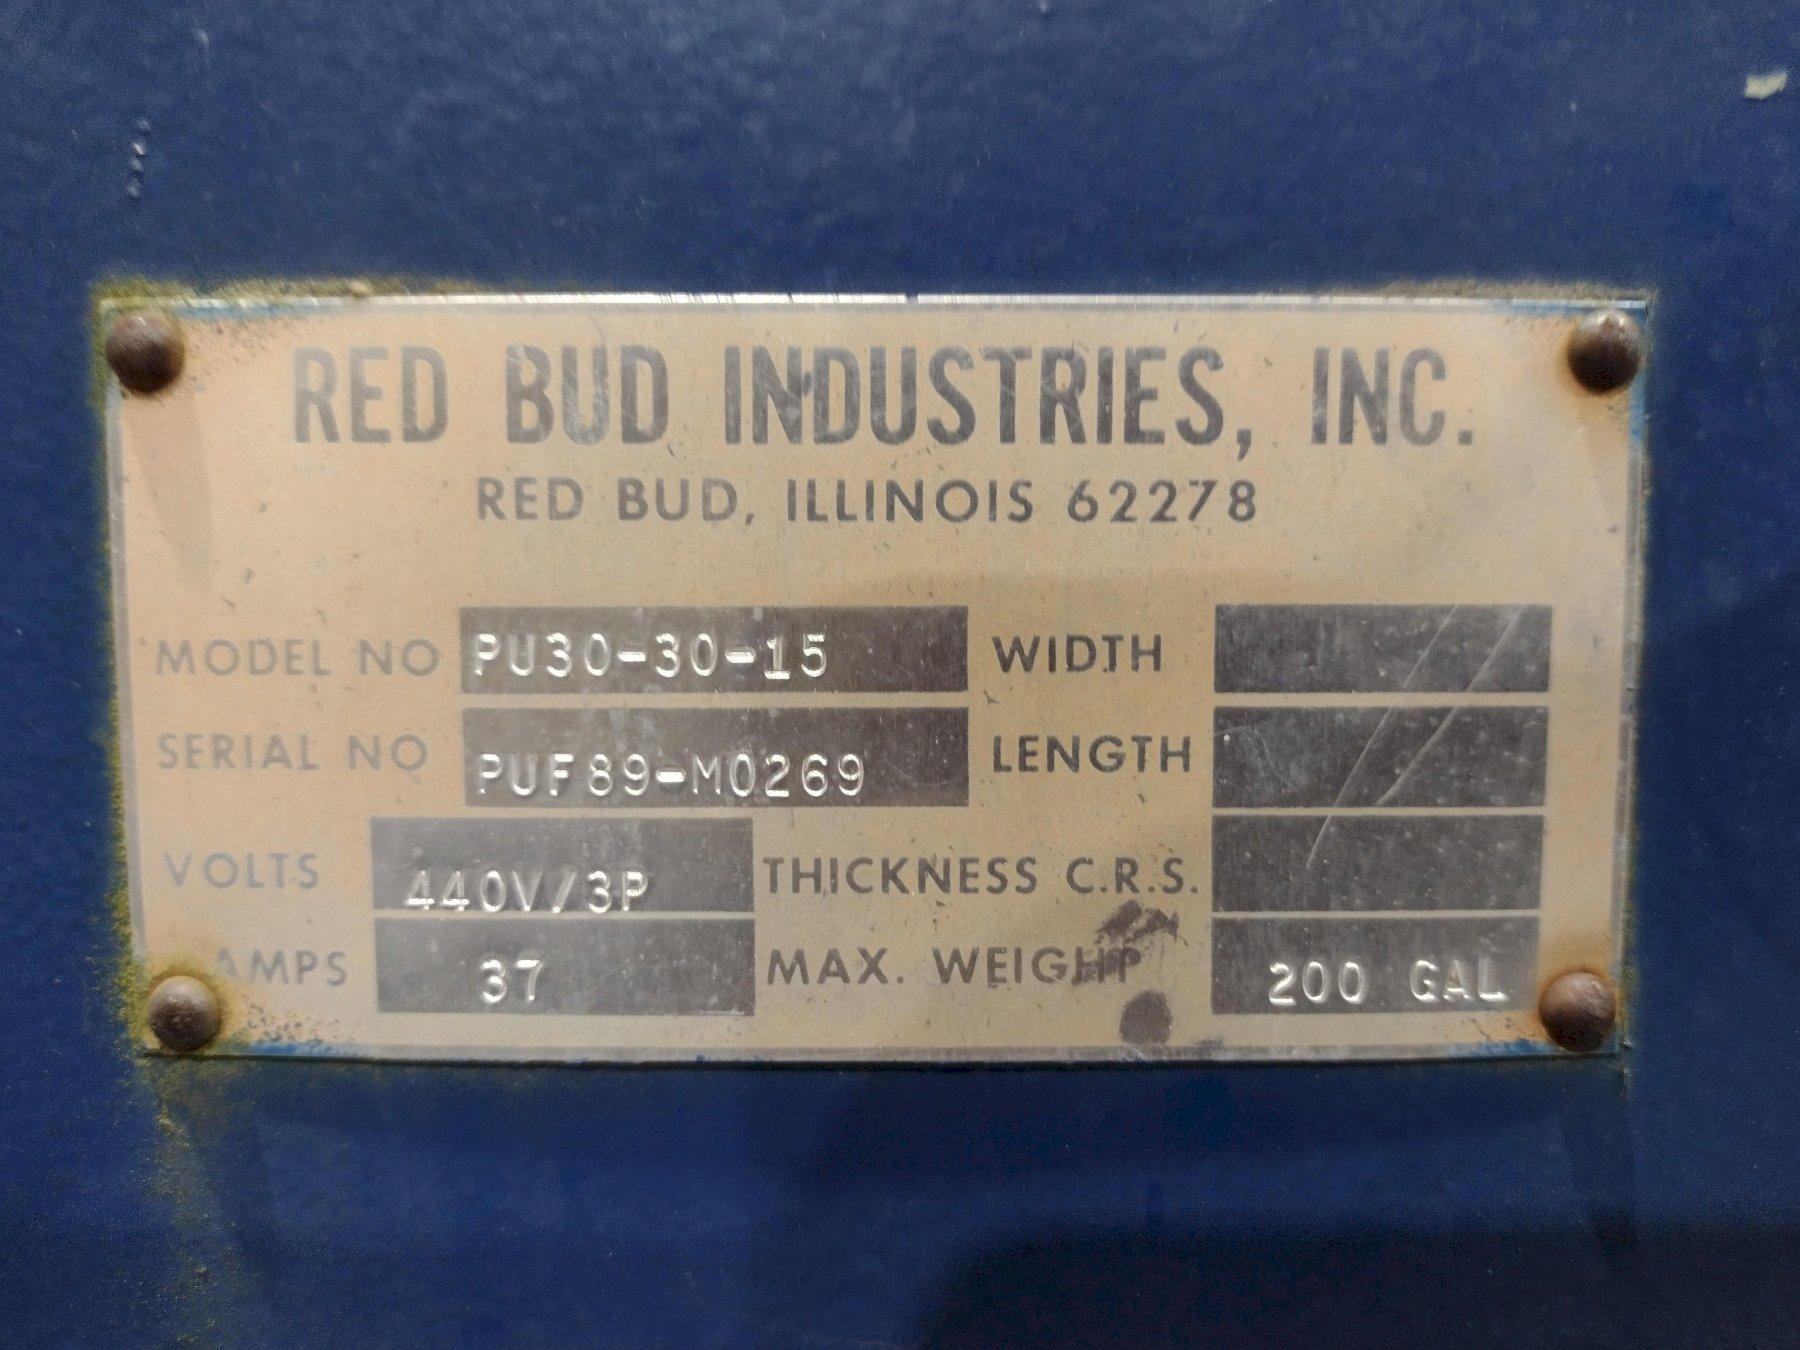 RED BUD INDUSTRIES, INC.
RED BUD, ILLINOIS 62278
MODEL NO PU30-30-15 WIDTH
SERIAL NO PUF89-M0269 LENGTH
VOLTS 440V/3P THICKNESS C.R.S.
AMPS 37 MAX. WEIGHT 200 GAL